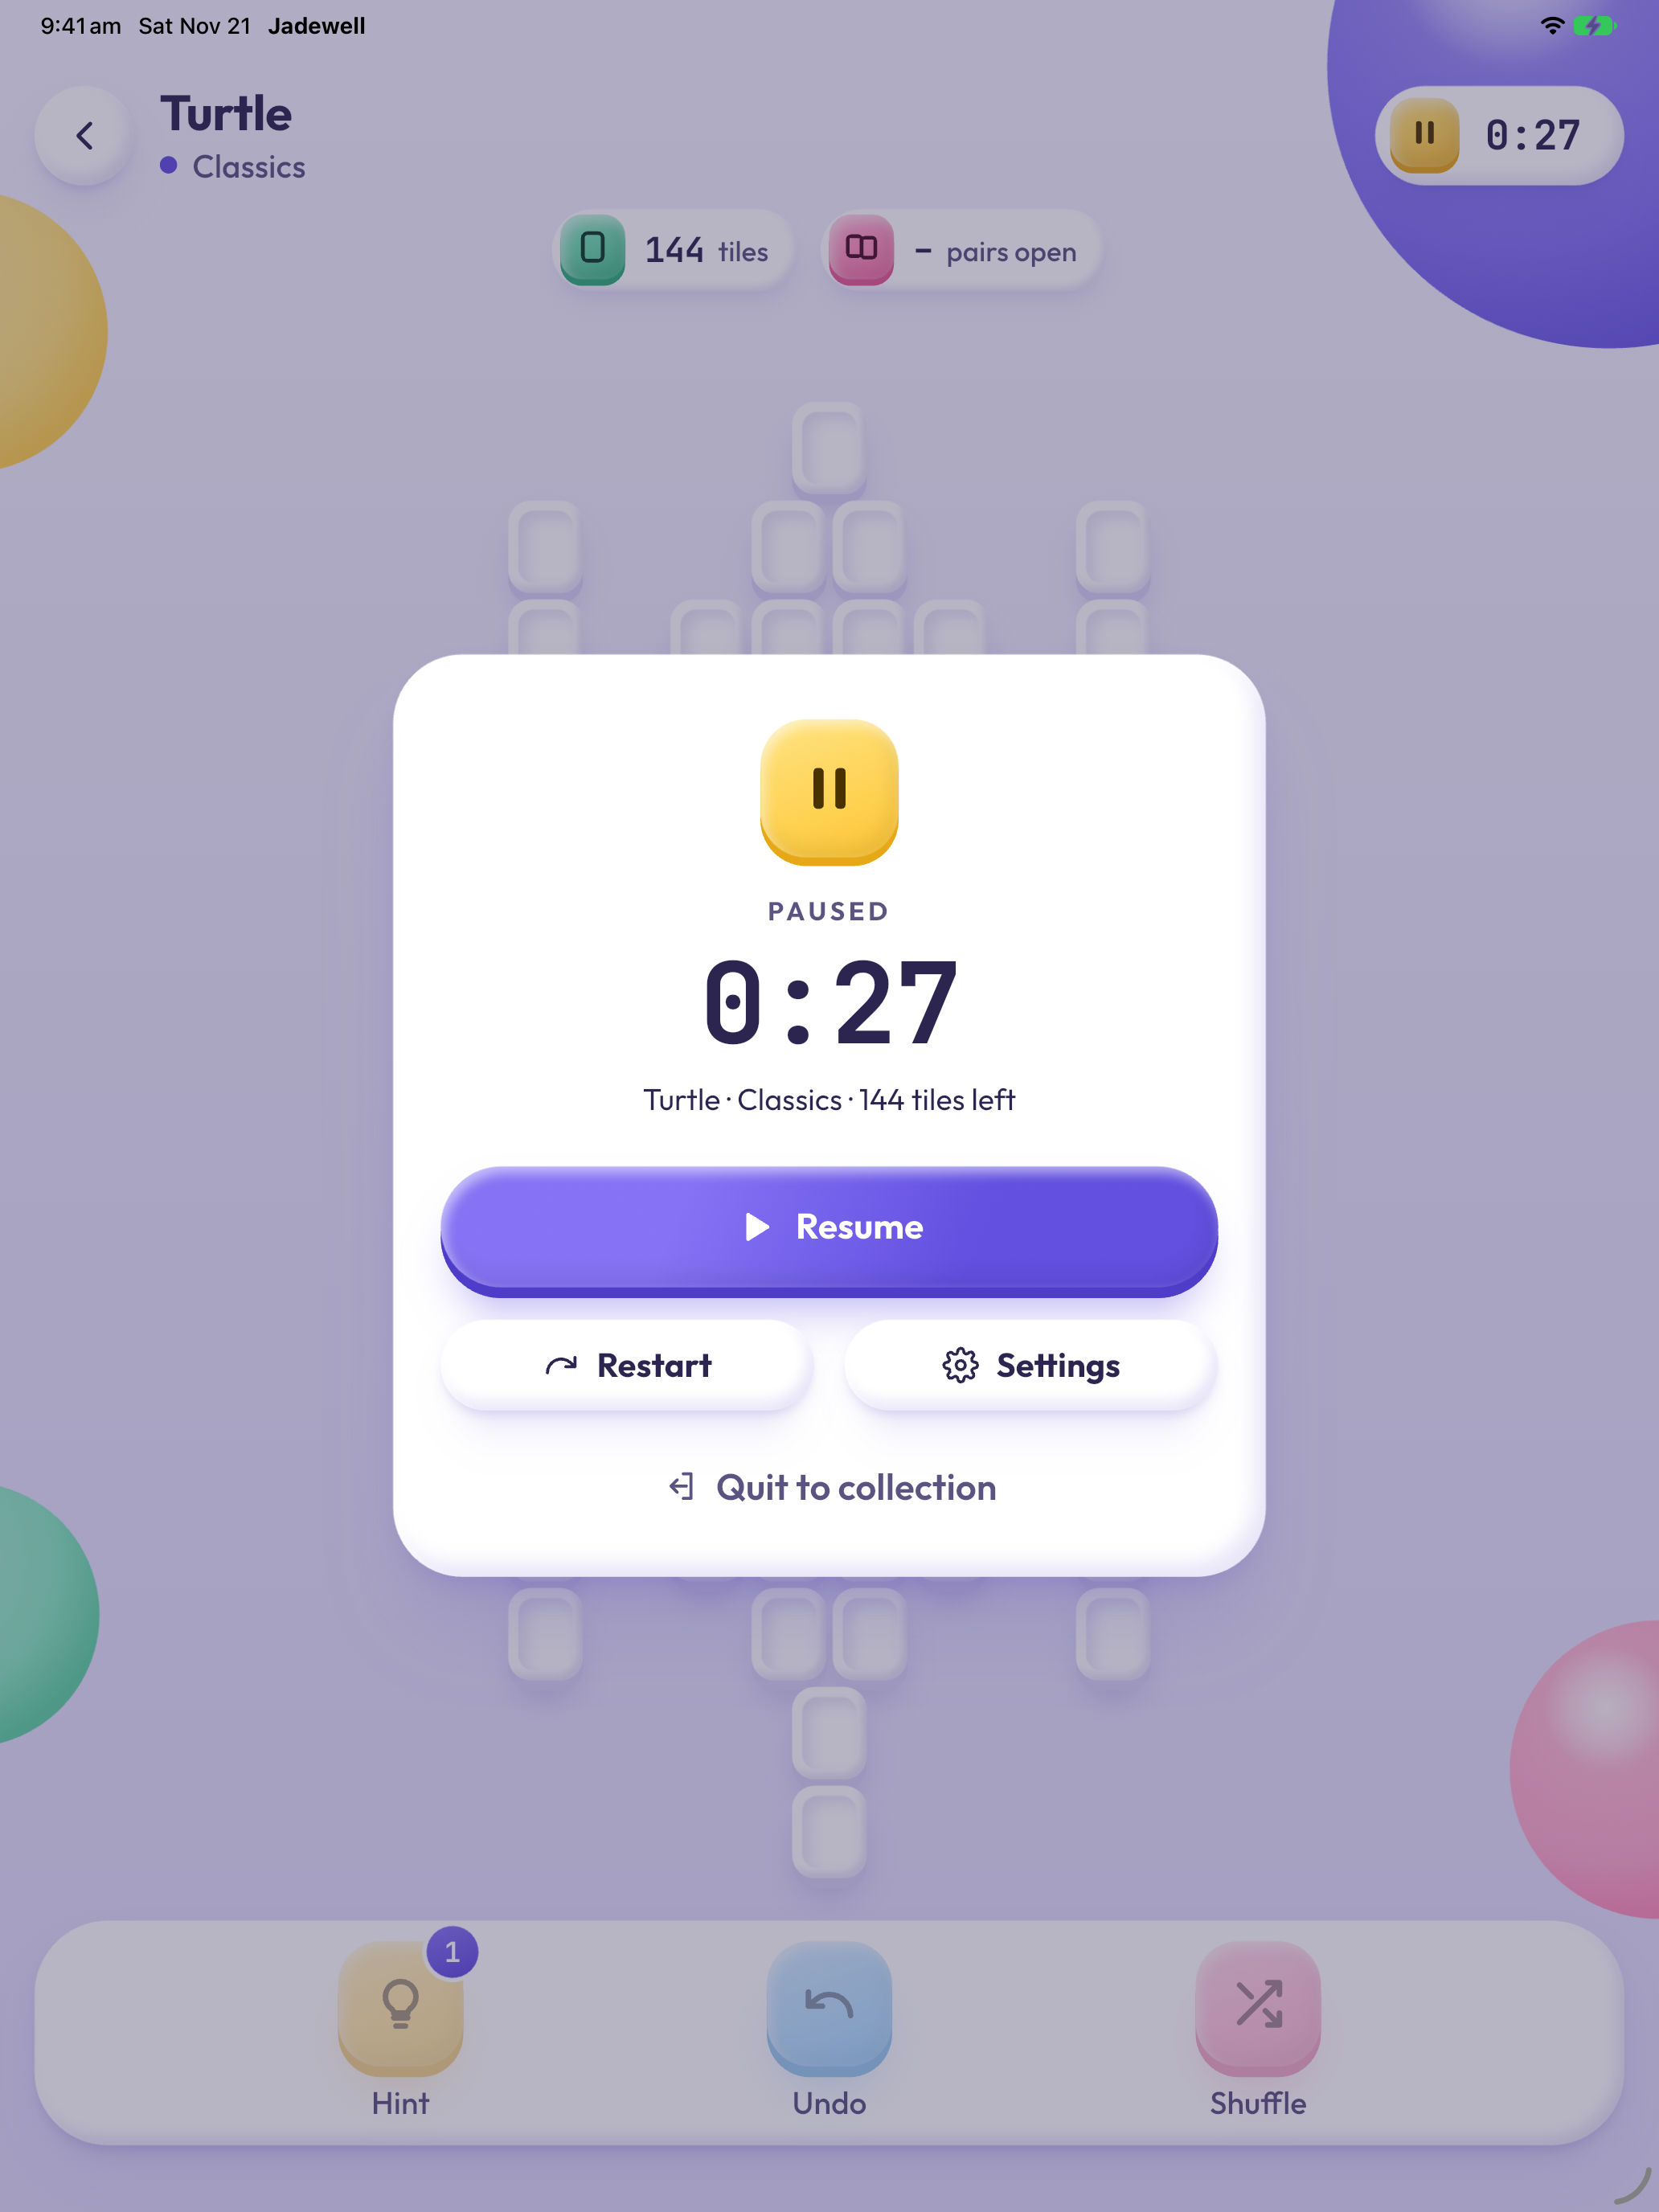 9:41 am Sat Nov 21 Jadewell
Turtle
Classics
0:27
144 tiles
– pairs open
PAUSED
0:27
Turtle · Classics · 144 tiles left
Resume
Restart
Settings
Quit to collection
1
Hint
Undo
Shuffle